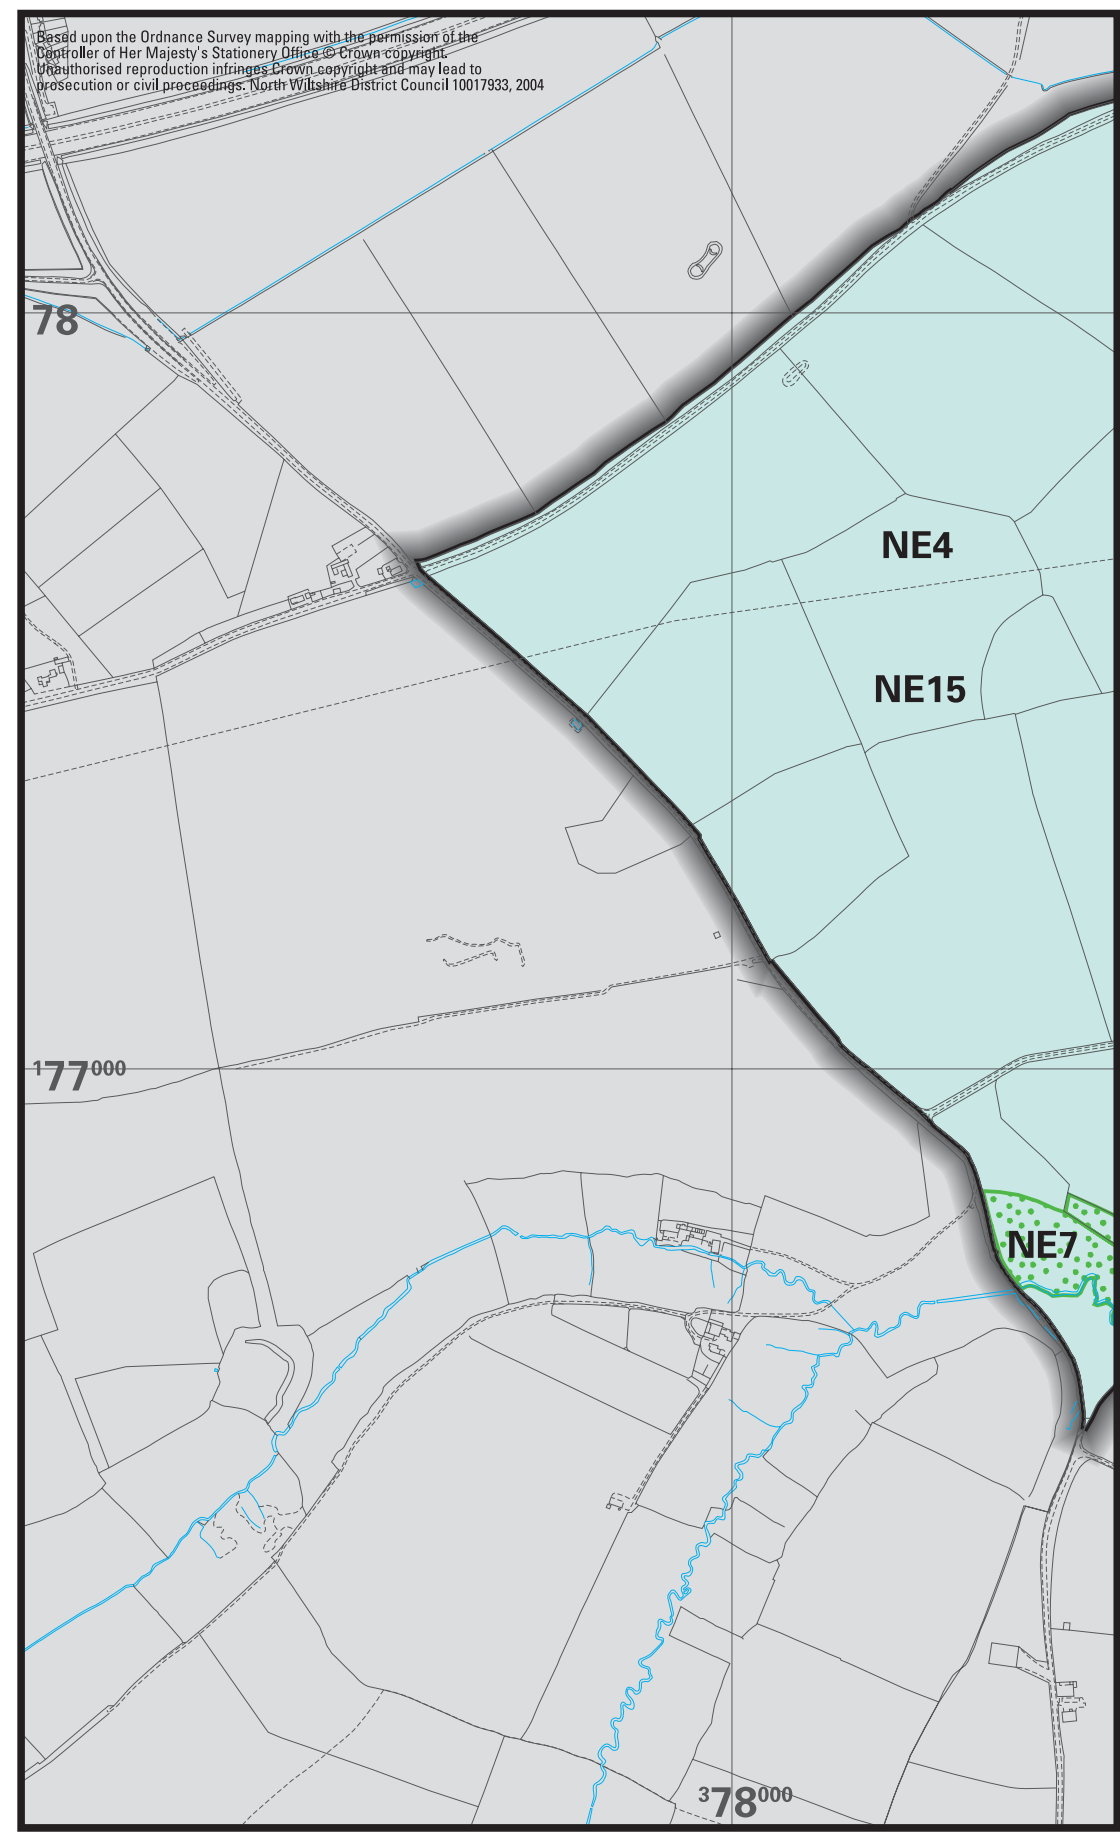 Based upon the Ordnance Survey mapping with the permission of the
Controller of Her Majesty's Stationery Office © Crown copyright.
Unauthorised reproduction infringes Crown copyright and may lead to
prosecution or civil proceedings. North Wiltshire District Council 10017933, 2004
78
NE4
NE15
177000
NE7
378000